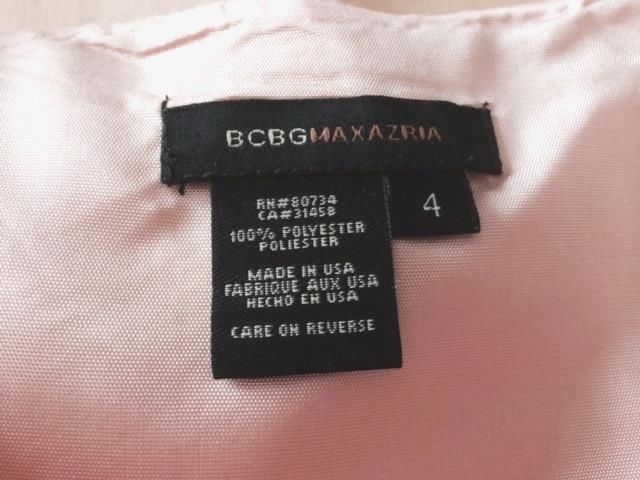 BCBGMAXAZRIA
4
RN#80734
CA#31458
100% POLYESTER
POLIESTER
MADE IN USA
FABRIQUE AUX USA
HECHO EN USA
CARE ON REVERSE